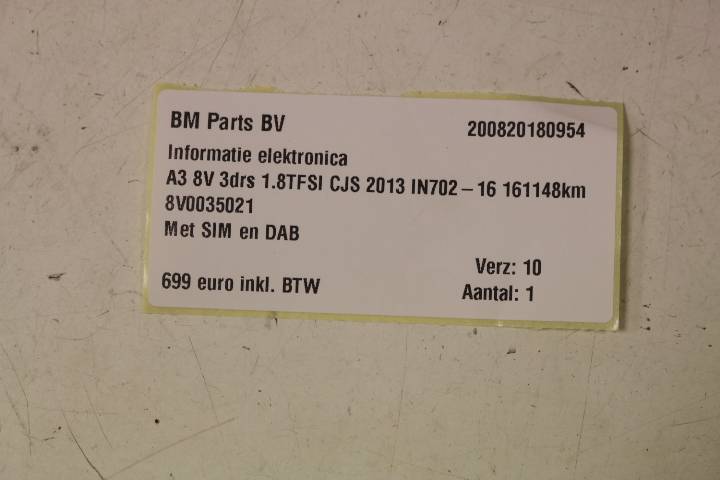 BM Parts BV 200820180954
Informatie elektronica
A3 8V 3drs 1.8TFSI CJS 2013 IN702-16 161148km
8V0035021
Met SIM en DAB
Verz: 10
699 euro inkl. BTW Aantal: 1